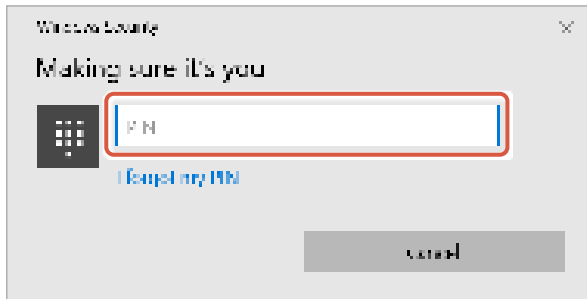 Windows Security
Making sure it's you
PIN
I forgot my PIN
Cancel